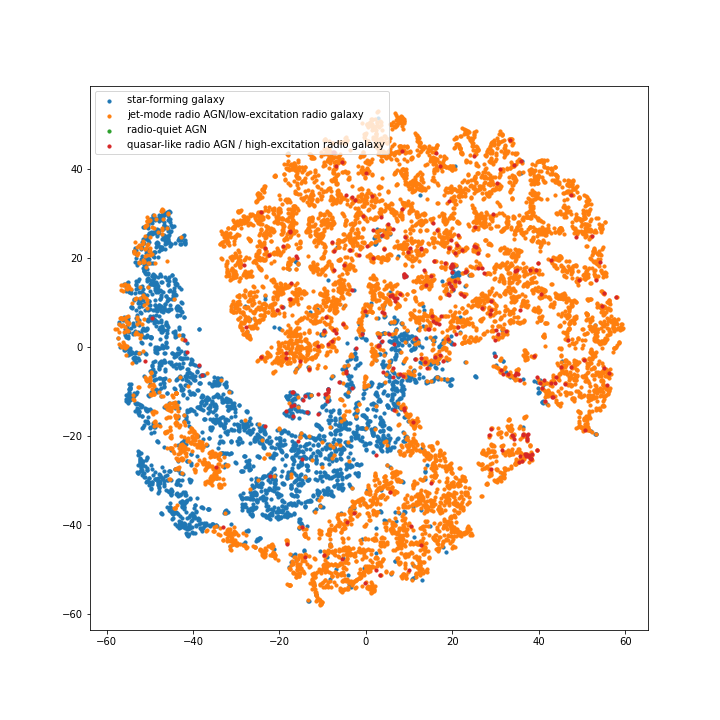 star-forming galaxy
jet-mode radio AGN/low-excitation radio galaxy
radio-quiet AGN
quasar-like radio AGN / high-excitation radio galaxy
40
20
0
−20
−40
−60
−60 −40 −20 0 20 40 60